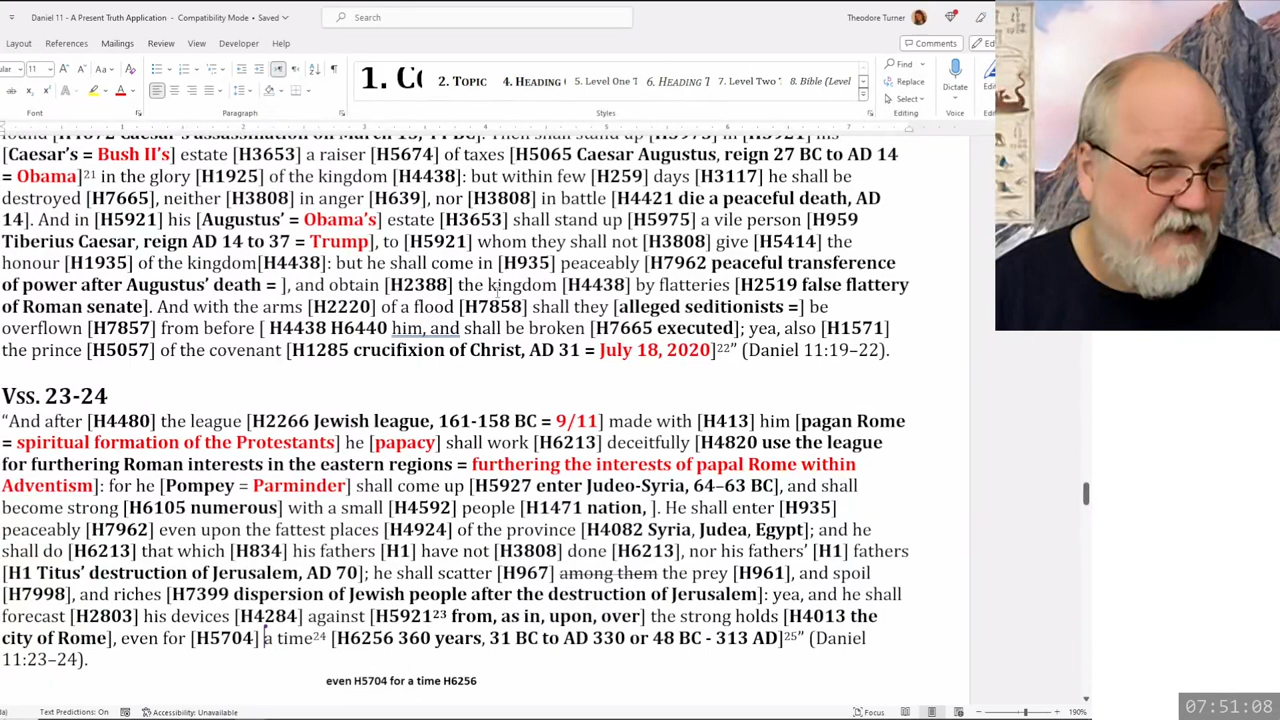 Daniel 11 - A Present Truth Application - Compatibility Mode • Saved
Search
Theodore Turner
Layout References Mailings Review View Developer Help
Comments
11
Aa
1. Co
2. TOPIC
5. Level One T
7. Level Two
8. Bible (Level
Find
Replace
Select
Dictate
Font Paragraph Styles
[Caesar's = Bush II's] estate [H3653] a raiser [H5674] of taxes [H5065 Caesar Augustus, reign 27 BC to AD 14
= Obama]21 in the glory [H1925] of the kingdom [H4438]: but within few [H259] days [H3117] he shall be
destroyed [H7665], neither [H3808] in anger [H639], nor [H3808] in battle [H4421 die a peaceful death, AD
14]. And in [H5921] his [Augustus' = Obama's] estate [H3653] shall stand up [H5975] a vile person [H959
Tiberius Caesar, reign AD 14 to 37 = Trump], to [H5921] whom they shall not [H3808] give [H5414] the
honour [H1935] of the kingdom[H4438]: but he shall come in [H935] peaceably [H7962 peaceful transference
of power after Augustus' death = ], and obtain [H2388] the kingdom [H4438] by flatteries [H2519 false flattery
of Roman senate]. And with the arms [H2220] of a flood [H7858] shall they [alleged seditionists =] be
overflown [H7857] from before [ H4438 H6440 him, and shall be broken [H7665 executed]; yea, also [H1571]
the prince [H5057] of the covenant [H1285 crucifixion of Christ, AD 31 = July 18, 2020]22" (Daniel 11:19–22).
Vss. 23-24
"And after [H4480] the league [H2266 Jewish league, 161-158 BC = 9/11] made with [H413] him [pagan Rome
= spiritual formation of the Protestants] he [papacy] shall work [H6213] deceitfully [H4820 use the league
for furthering Roman interests in the eastern regions = furthering the interests of papal Rome within
Adventism]: for he [Pompey = Parminder] shall come up [H5927 enter Judeo-Syria, 64–63 BC], and shall
become strong [H6105 numerous] with a small [H4592] people [H1471 nation, ]. He shall enter [H935]
peaceably [H7962] even upon the fattest places [H4924] of the province [H4082 Syria, Judea, Egypt]; and he
shall do [H6213] that which [H834] his fathers [H1] have not [H3808] done [H6213], nor his fathers' [H1] fathers
[H1 Titus' destruction of Jerusalem, AD 70]; he shall scatter [H967] among them the prey [H961], and spoil
[H7998], and riches [H7399 dispersion of Jewish people after the destruction of Jerusalem]: yea, and he shall
forecast [H2803] his devices [H4284] against [H592123 from, as in, upon, over] the strong holds [H4013 the
city of Rome], even for [H5704] a time24 [H6256 360 years, 31 BC to AD 330 or 48 BC - 313 AD]25" (Daniel
11:23–24).
even H5704 for a time H6256
Text Predictions: On Accessibility: Unavailable Focus 190%
07:51:08